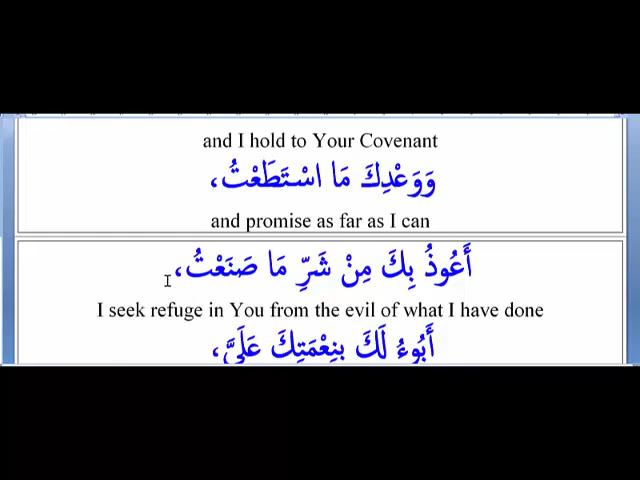 and I hold to Your Covenant
وَوَعْدِكَ مَا اسْتَطَعْتُ،
and promise as far as I can
أَعُوذُ بِكَ مِنْ شَرِّ مَا صَنَعْتُ،
I seek refuge in You from the evil of what I have done
أَبُوءُ لَكَ بِنِعْمَتِكَ عَلَيَّ،